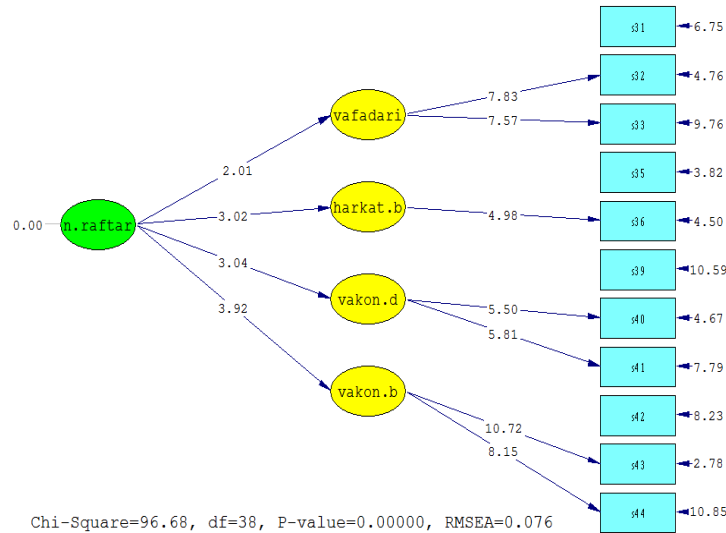 s31
6.75
s32
4.76
7.83
vafadari
7.57
s33
9.76
2.01
s35
3.82
harkat.b
3.02
4.98
s36
4.50
0.00
n.raftar
3.04
s39
10.59
vakon.d
5.50
s40
4.67
3.92
5.81
s41
7.79
vakon.b
s42
8.23
10.72
8.15
s43
2.78
s44
10.85
Chi-Square=96.68, df=38, P-value=0.00000, RMSEA=0.076